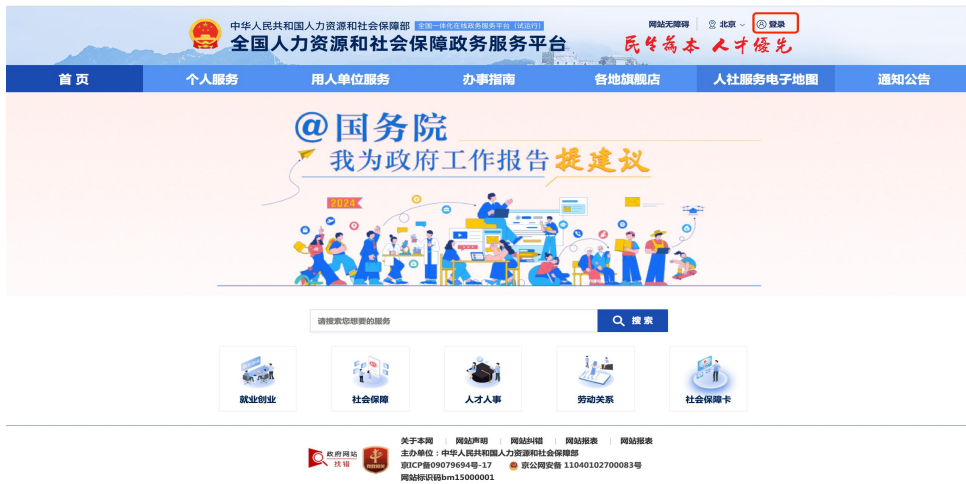 中华人民共和国人力资源和社会保障部 全国一体化在线政务服务平台（试运行）
网站无障碍 北京 登录
全国人力资源和社会保障政务服务平台
民生为本 人才优先
首页 个人服务 用人单位服务 办事指南 各地旗舰店 人社服务电子地图 通知公告
@国务院
我为政府工作报告提建议
2024
请搜索您想要的服务 搜索
就业创业 社会保障 人才人事 劳动关系 社会保障卡
关于本网 网站声明 网站纠错 网站报表 网站报表
政府网站
找错
主办单位：中华人民共和国人力资源和社会保障部
京ICP备09079694号-17 京公网安备 11040102700083号
网站标识码bm15000001